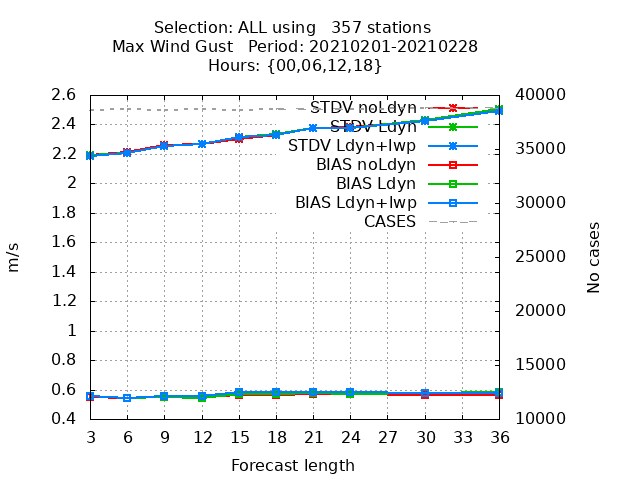 Selection: ALL using   357 stations
Max Wind Gust   Period: 20210201-20210228
Hours: {00,06,12,18}
2.6
2.4
2.2
2
1.8
1.6
1.4
1.2
1
0.8
0.6
0.4
m/s
STDV noLdyn
STDV Ldyn
STDV Ldyn+lwp
BIAS noLdyn
BIAS Ldyn
BIAS Ldyn+lwp
CASES
40000
35000
30000
25000
20000
15000
10000
No cases
3 6 9 12 15 18 21 24 27 30 33 36
Forecast length